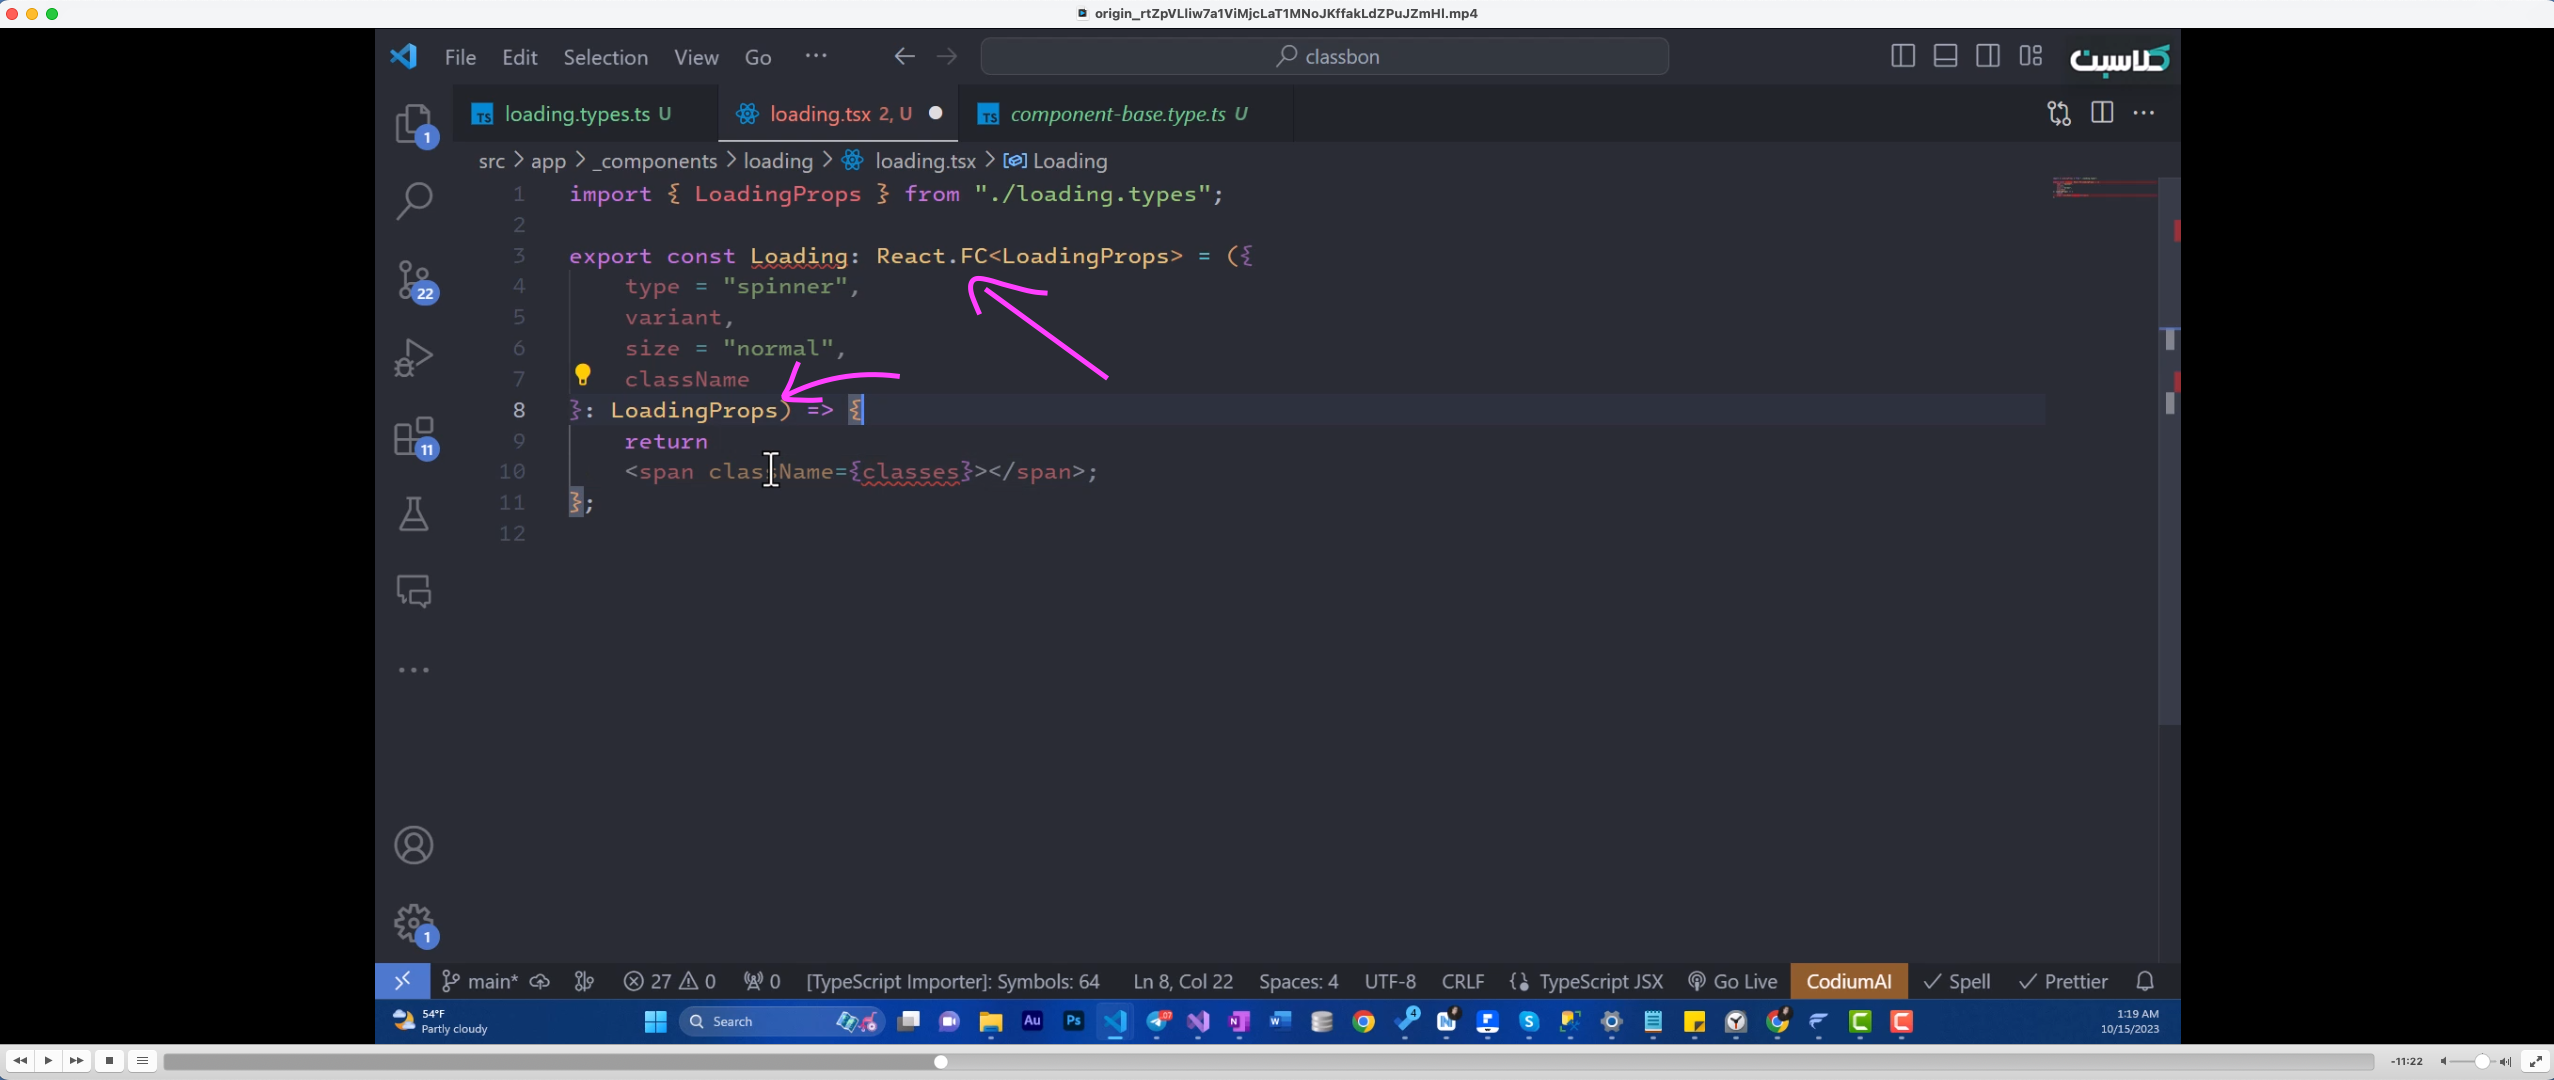 origin_rtZpVLliw7a1ViMjcLaT1MNoJKffakLdZPuJZmHl.mp4
File Edit Selection View Go ... classbon
کلاسبن
loading.types.ts U loading.tsx 2, U component-base.type.ts U
src > app > _components > loading > loading.tsx > Loading
1 import { LoadingProps } from "./loading.types";
2
3 export const Loading: React.FC<LoadingProps> = ({
4 type = "spinner",
5 variant,
6 size = "normal",
7 className
8 }: LoadingProps) => {
9 return
10 <span className={classes}></span>;
11 };
12
1
22
11
1
main* 27 0 0 [TypeScript Importer]: Symbols: 64 Ln 8, Col 22 Spaces: 4 UTF-8 CRLF {} TypeScript JSX Go Live CodiumAI Spell Prettier
54°F
Partly cloudy
Search
Au Ps 07 4
1:19 AM
10/15/2023
-11:22